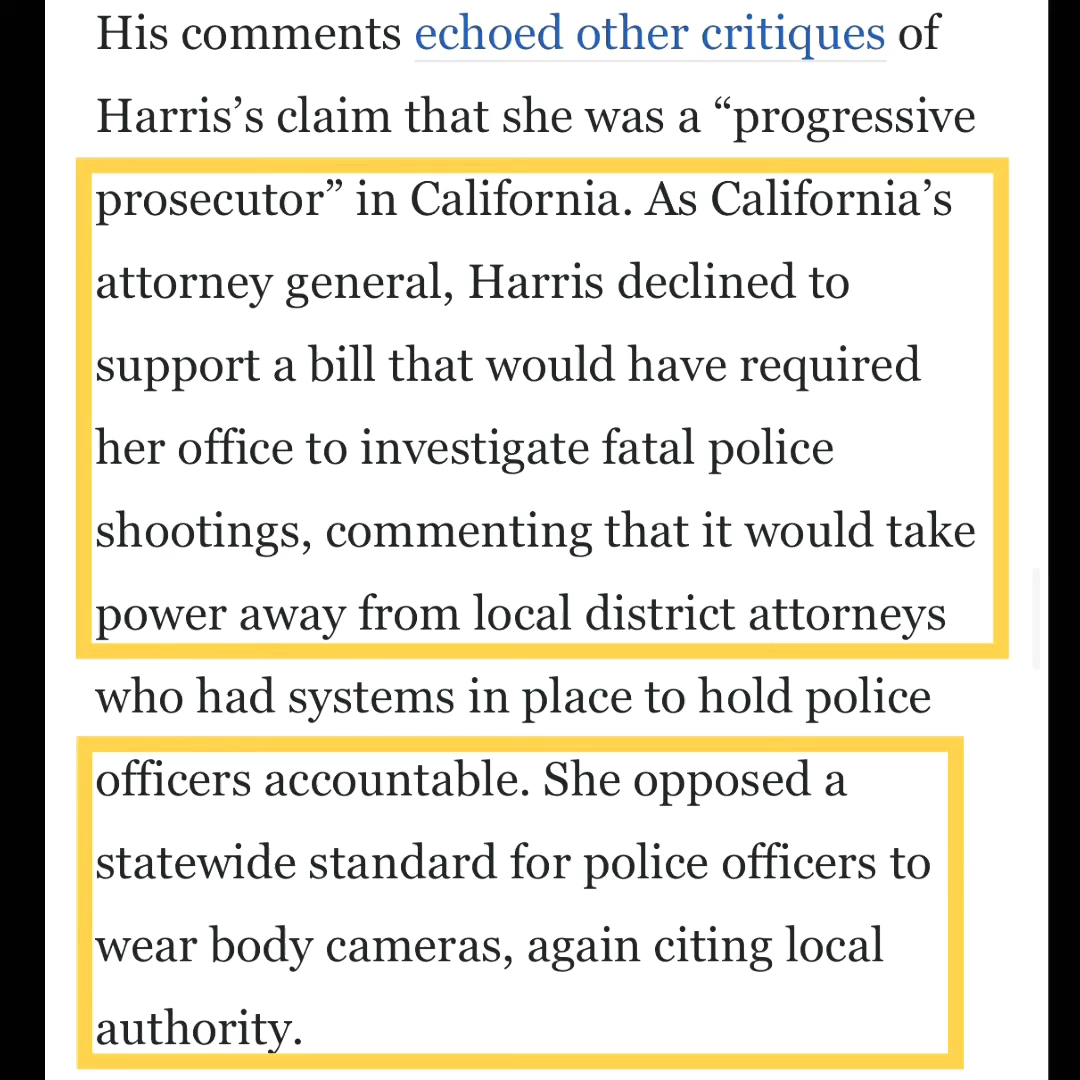 His comments echoed other critiques of
Harris’s claim that she was a “progressive
prosecutor” in California. As California’s
attorney general, Harris declined to
support a bill that would have required
her office to investigate fatal police
shootings, commenting that it would take
power away from local district attorneys
who had systems in place to hold police
officers accountable. She opposed a
statewide standard for police officers to
wear body cameras, again citing local
authority.